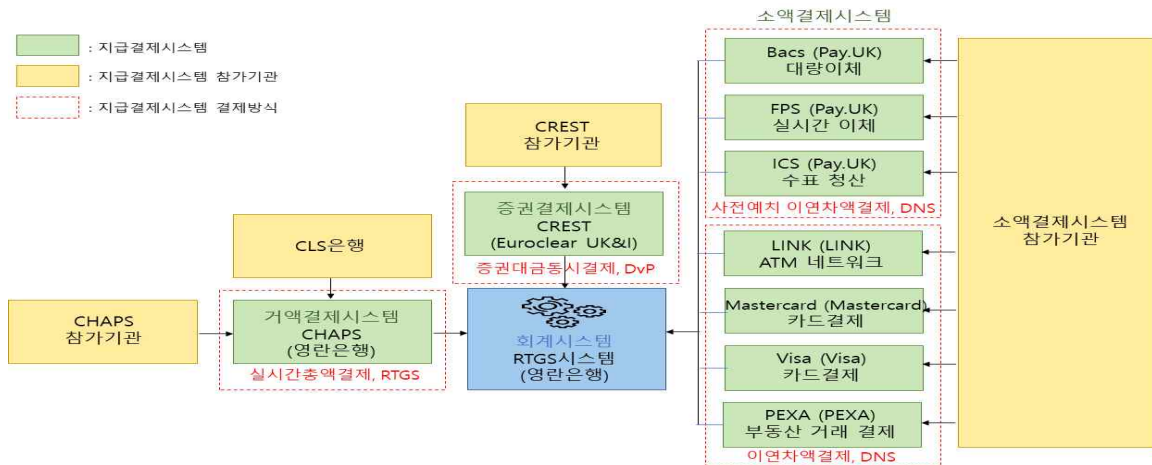 : 지급결제시스템
: 지급결제시스템 참가기관
: 지급결제시스템 결제방식
소액결제시스템
Bacs (Pay.UK)
대량이체
FPS (Pay.UK)
실시간 이체
ICS (Pay.UK)
수표 청산
사전예치 이연차액결제, DNS
LINK (LINK)
ATM 네트워크
Mastercard (Mastercard)
카드결제
Visa (Visa)
카드결제
PEXA (PEXA)
부동산 거래 결제
이연차액결제, DNS
소액결제시스템
참가기관
CREST
참가기관
증권결제시스템
CREST
(Euroclear UK&I)
증권대금동시결제, DvP
CLS은행
CHAPS
참가기관
거액결제시스템
CHAPS
(영란은행)
실시간총액결제, RTGS
회계시스템
RTGS시스템
(영란은행)